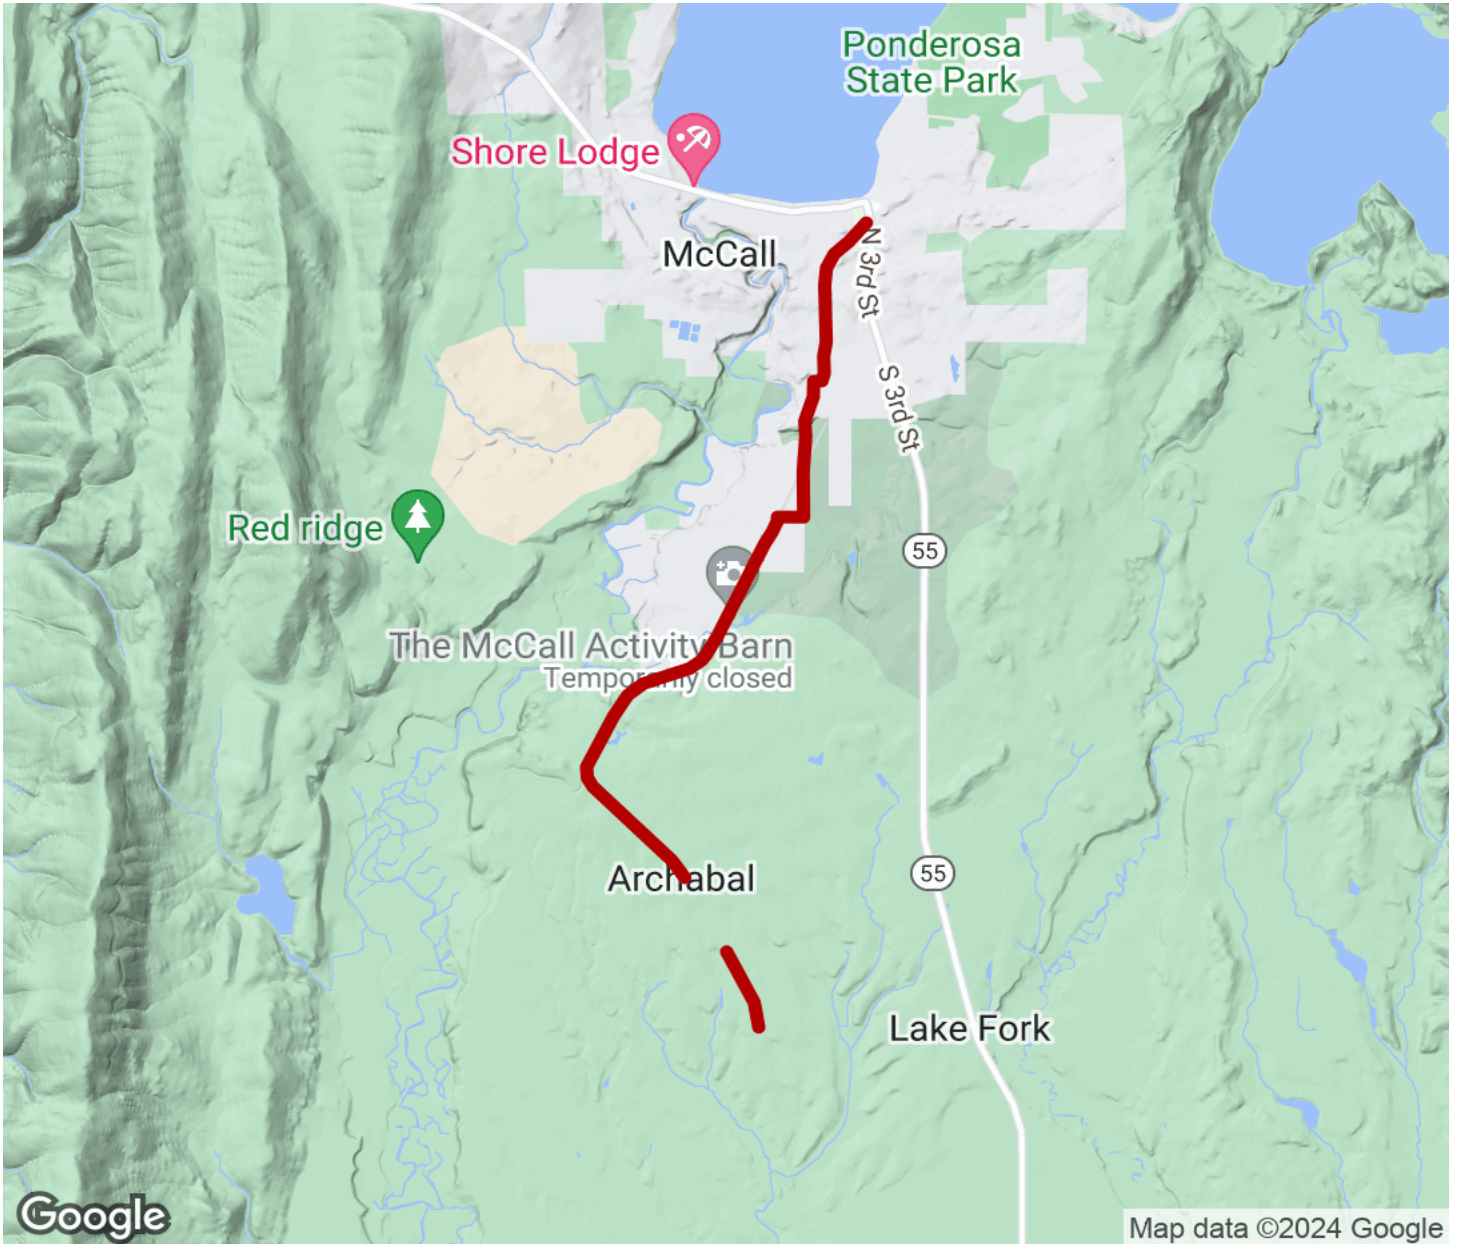 Ponderosa
State Park
Shore Lodge
McCall
N 3rd St
S 3rd St
Red ridge
55
The McCall Activity Barn
Temporarily closed
55
Archabal
Lake Fork
Google
Map data ©2024 Google